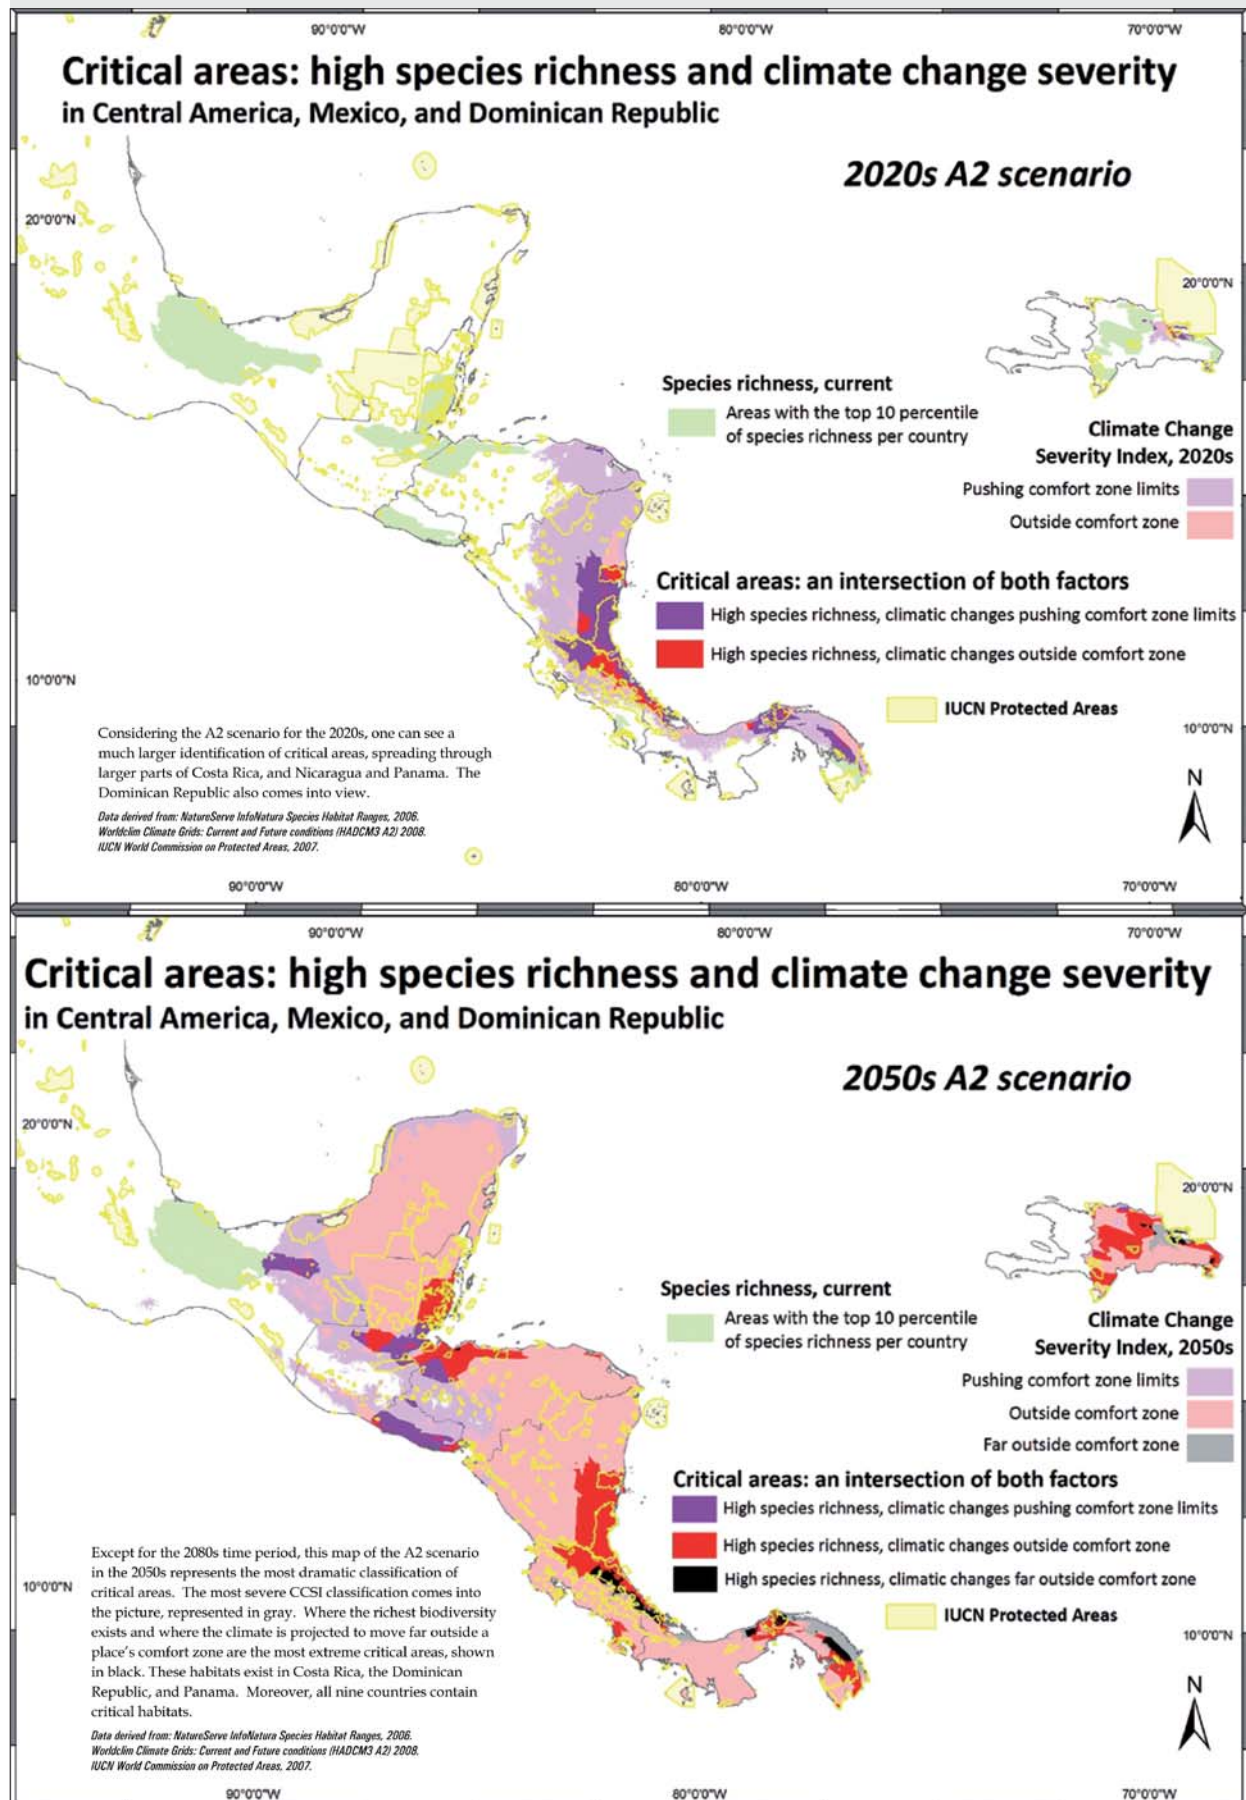 90°0'0"W
80°0'0"W
70°0'0"W
Critical areas: high species richness and climate change severity
in Central America, Mexico, and Dominican Republic
2020s A2 scenario
20°0'0"N
20°0'0"N
Species richness, current
Areas with the top 10 percentile
of species richness per country
Climate Change
Severity Index, 2020s
Pushing comfort zone limits
Outside comfort zone
Critical areas: an intersection of both factors
High species richness, climatic changes pushing comfort zone limits
High species richness, climatic changes outside comfort zone
10°0'0"N
IUCN Protected Areas
10°0'0"N
Considering the A2 scenario for the 2020s, one can see a
much larger identification of critical areas, spreading through
larger parts of Costa Rica, and Nicaragua and Panama. The
Dominican Republic also comes into view.
Data derived from: NatureServe InfoNatura Species Habitat Ranges, 2006.
Worldclim Climate Grids: Current and Future conditions (HADCM3 A2) 2008.
IUCN World Commission on Protected Areas, 2007.
N
90°0'0"W
80°0'0"W
70°0'0"W
90°0'0"W
80°0'0"W
70°0'0"W
Critical areas: high species richness and climate change severity
in Central America, Mexico, and Dominican Republic
2050s A2 scenario
20°0'0"N
20°0'0"N
Species richness, current
Areas with the top 10 percentile
of species richness per country
Climate Change
Severity Index, 2050s
Pushing comfort zone limits
Outside comfort zone
Far outside comfort zone
Critical areas: an intersection of both factors
High species richness, climatic changes pushing comfort zone limits
High species richness, climatic changes outside comfort zone
High species richness, climatic changes far outside comfort zone
10°0'0"N
IUCN Protected Areas
10°0'0"N
Except for the 2080s time period, this map of the A2 scenario
in the 2050s represents the most dramatic classification of
critical areas. The most severe CCSI classification comes into
the picture, represented in gray. Where the richest biodiversity
exists and where the climate is projected to move far outside a
place's comfort zone are the most extreme critical areas, shown
in black. These habitats exist in Costa Rica, the Dominican
Republic, and Panama. Moreover, all nine countries contain
critical habitats.
Data derived from: NatureServe InfoNatura Species Habitat Ranges, 2006.
Worldclim Climate Grids: Current and Future conditions (HADCM3 A2) 2008.
IUCN World Commission on Protected Areas, 2007.
N
90°0'0"W
80°0'0"W
70°0'0"W